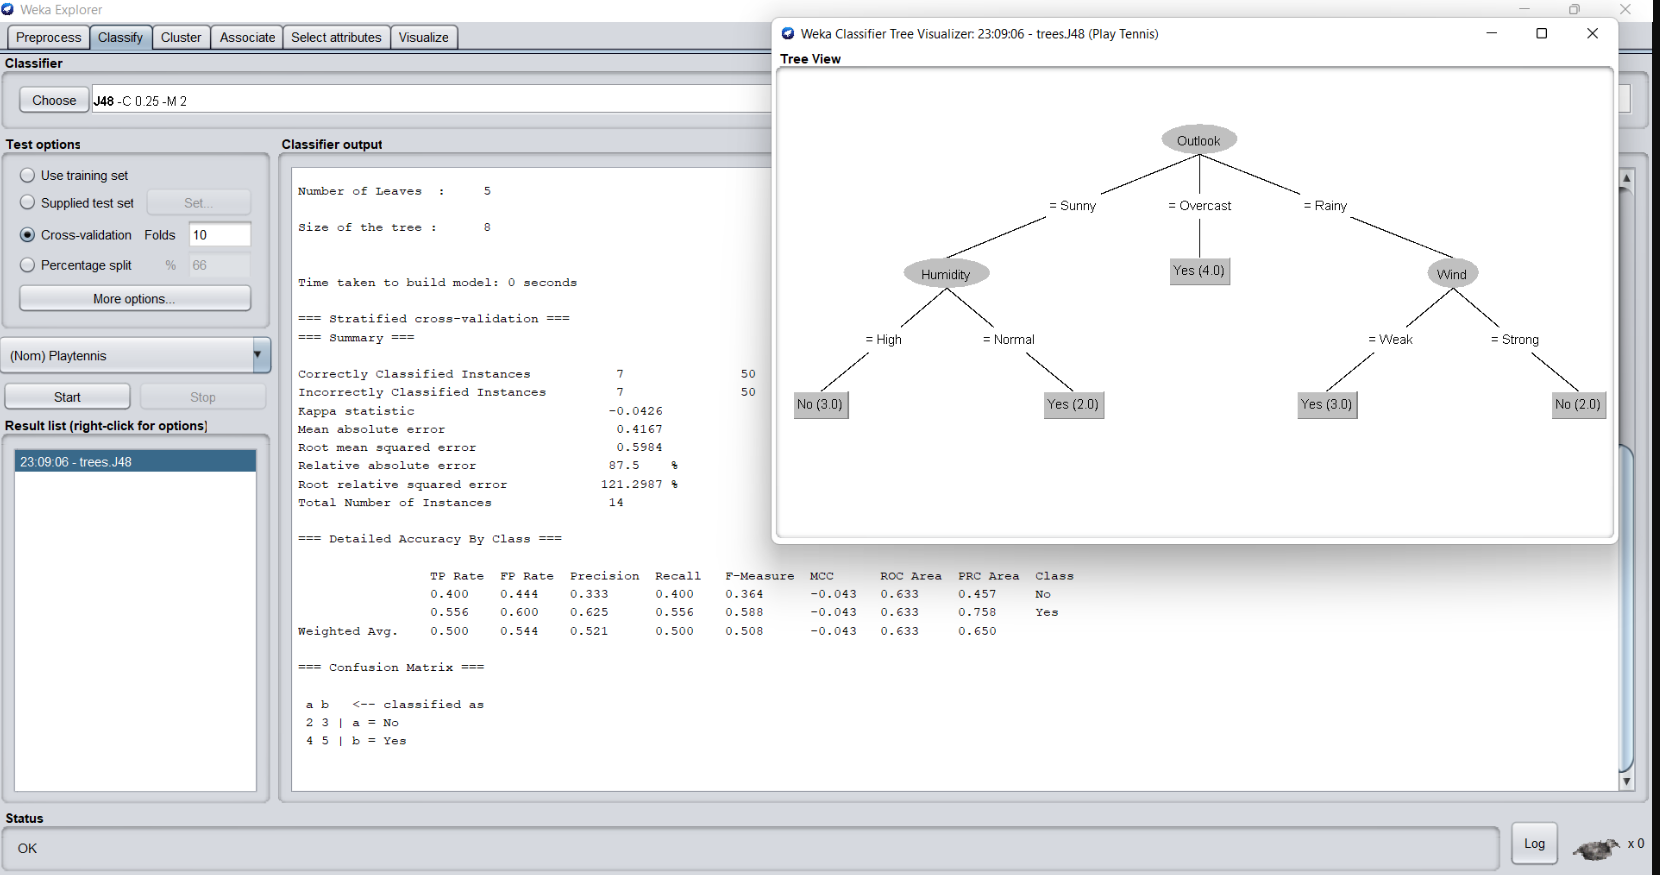 Weka Explorer
Preprocess Classify Cluster Associate Select attributes Visualize
Classifier
Choose J48 -C 0.25 -M 2
Test options
Use training set
Supplied test set Set...
Cross-validation Folds 10
Percentage split % 66
More options...
(Nom) Playtennis
Start Stop
Result list (right-click for options)
23:09:06 - trees.J48
Classifier output
Number of Leaves : 5
Size of the tree : 8
Time taken to build model: 0 seconds
=== Stratified cross-validation ===
=== Summary ===
Correctly Classified Instances 7 50
Incorrectly Classified Instances 7 50
Kappa statistic -0.0426
Mean absolute error 0.4167
Root mean squared error 0.5984
Relative absolute error 87.5 %
Root relative squared error 121.2987 %
Total Number of Instances 14
=== Detailed Accuracy By Class ===
TP Rate FP Rate Precision Recall F-Measure MCC ROC Area PRC Area Class
0.400 0.444 0.333 0.400 0.364 -0.043 0.633 0.457 No
0.556 0.600 0.625 0.556 0.588 -0.043 0.633 0.758 Yes
Weighted Avg. 0.500 0.544 0.521 0.500 0.508 -0.043 0.633 0.650
=== Confusion Matrix ===
a b <-- classified as
2 3 | a = No
4 5 | b = Yes
Weka Classifier Tree Visualizer: 23:09:06 - trees.J48 (Play Tennis)
Tree View
Outlook
= Sunny = Overcast = Rainy
Humidity Yes (4.0) Wind
= High = Normal = Weak = Strong
No (3.0) Yes (2.0) Yes (3.0) No (2.0)
Status
OK
Log x 0